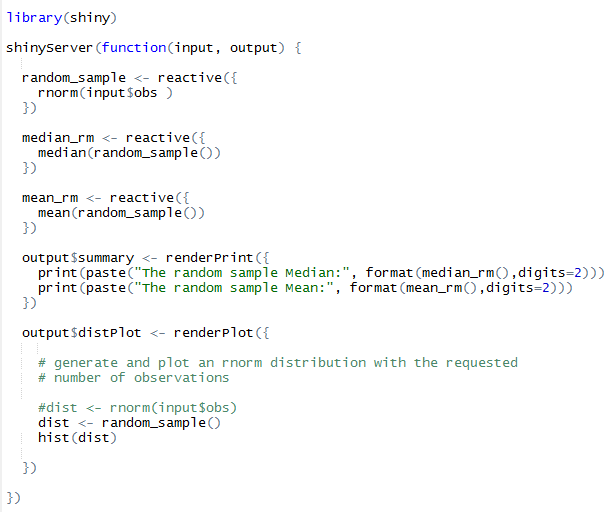 library(shiny)
shinyServer(function(input, output) {
random_sample <- reactive({
rnorm(input$obs )
})
median_rm <- reactive({
median(random_sample())
})
mean_rm <- reactive({
mean(random_sample())
})
output$summary <- renderPrint({
print(paste("The random sample Median:", format(median_rm(),digits=2)))
print(paste("The random sample Mean:", format(mean_rm(),digits=2)))
})
output$distPlot <- renderPlot({
# generate and plot an rnorm distribution with the requested
# number of observations
#dist <- rnorm(input$obs)
dist <- random_sample()
hist(dist)
})
})